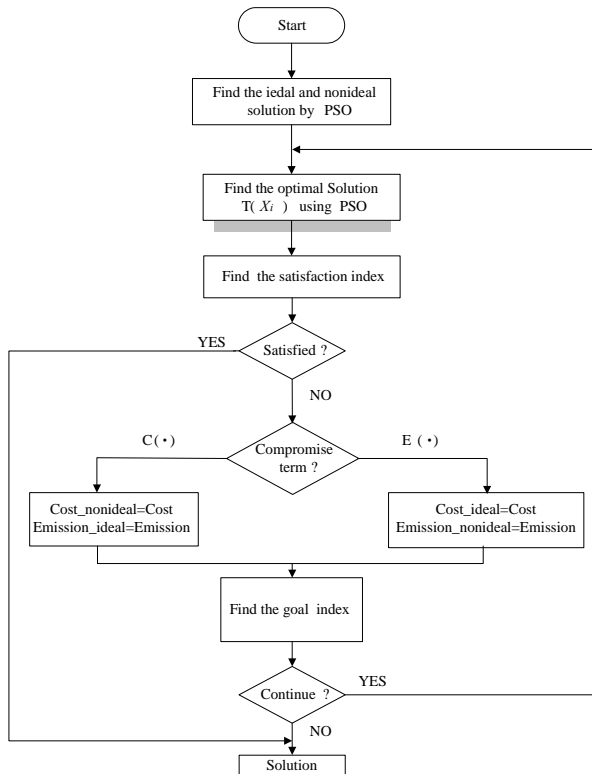 Start
Find the iedal and nonideal
solution by PSO
Find the optimal Solution
T( Xi ) using PSO
Find the satisfaction index
YES
Satisfied ?
NO
C ( • )
Compromise
term ?
E ( • )
Cost_nonideal=Cost
Emission_ideal=Emission
Cost_ideal=Cost
Emission_nonideal=Emission
Find the goal index
Continue ?
YES
NO
Solution